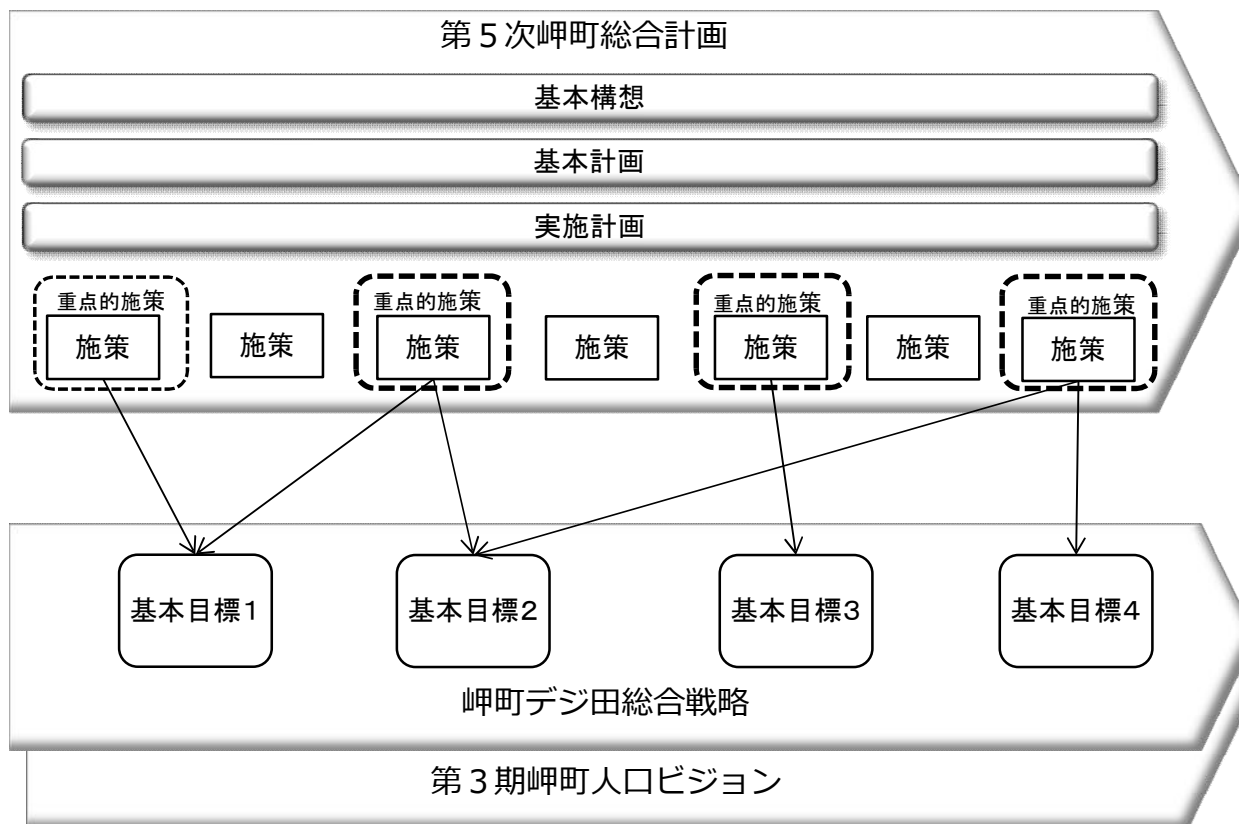 第５次岬町総合計画
基本構想
基本計画
実施計画
重点的施策
重点的施策
重点的施策
重点的施策
施策
施策
施策
施策
施策
施策
施策
基本目標1
基本目標2
基本目標3
基本目標4
岬町デジ田総合戦略
第３期岬町人口ビジョン